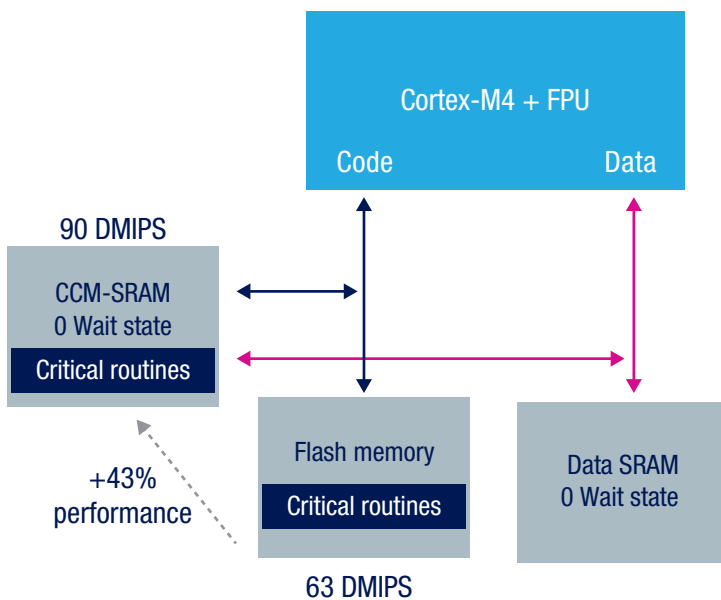 Cortex-M4 + FPU
Code
Data
90 DMIPS
CCM-SRAM
0 Wait state
Critical routines
+43%
performance
Flash memory
Critical routines
63 DMIPS
Data SRAM
0 Wait state